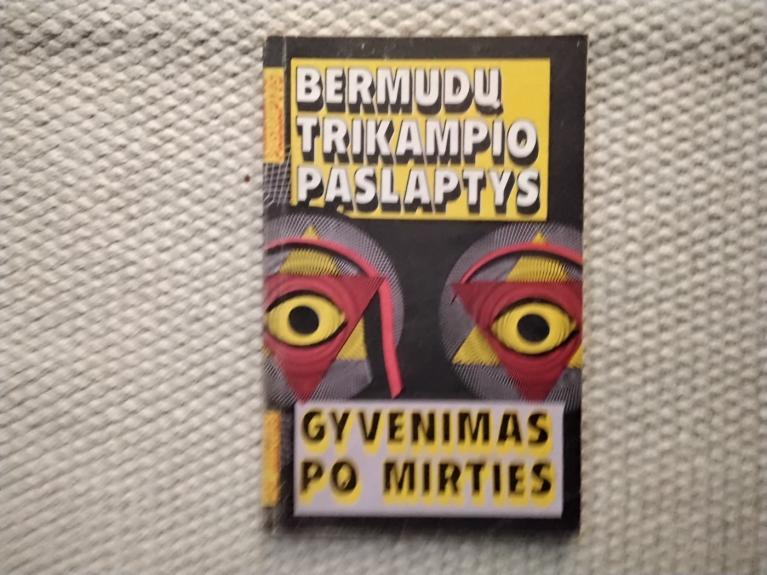 BERMUDŲ
TRIKAMPIO
PASLAPTYS
GYVENIMAS
PO MIRTIES